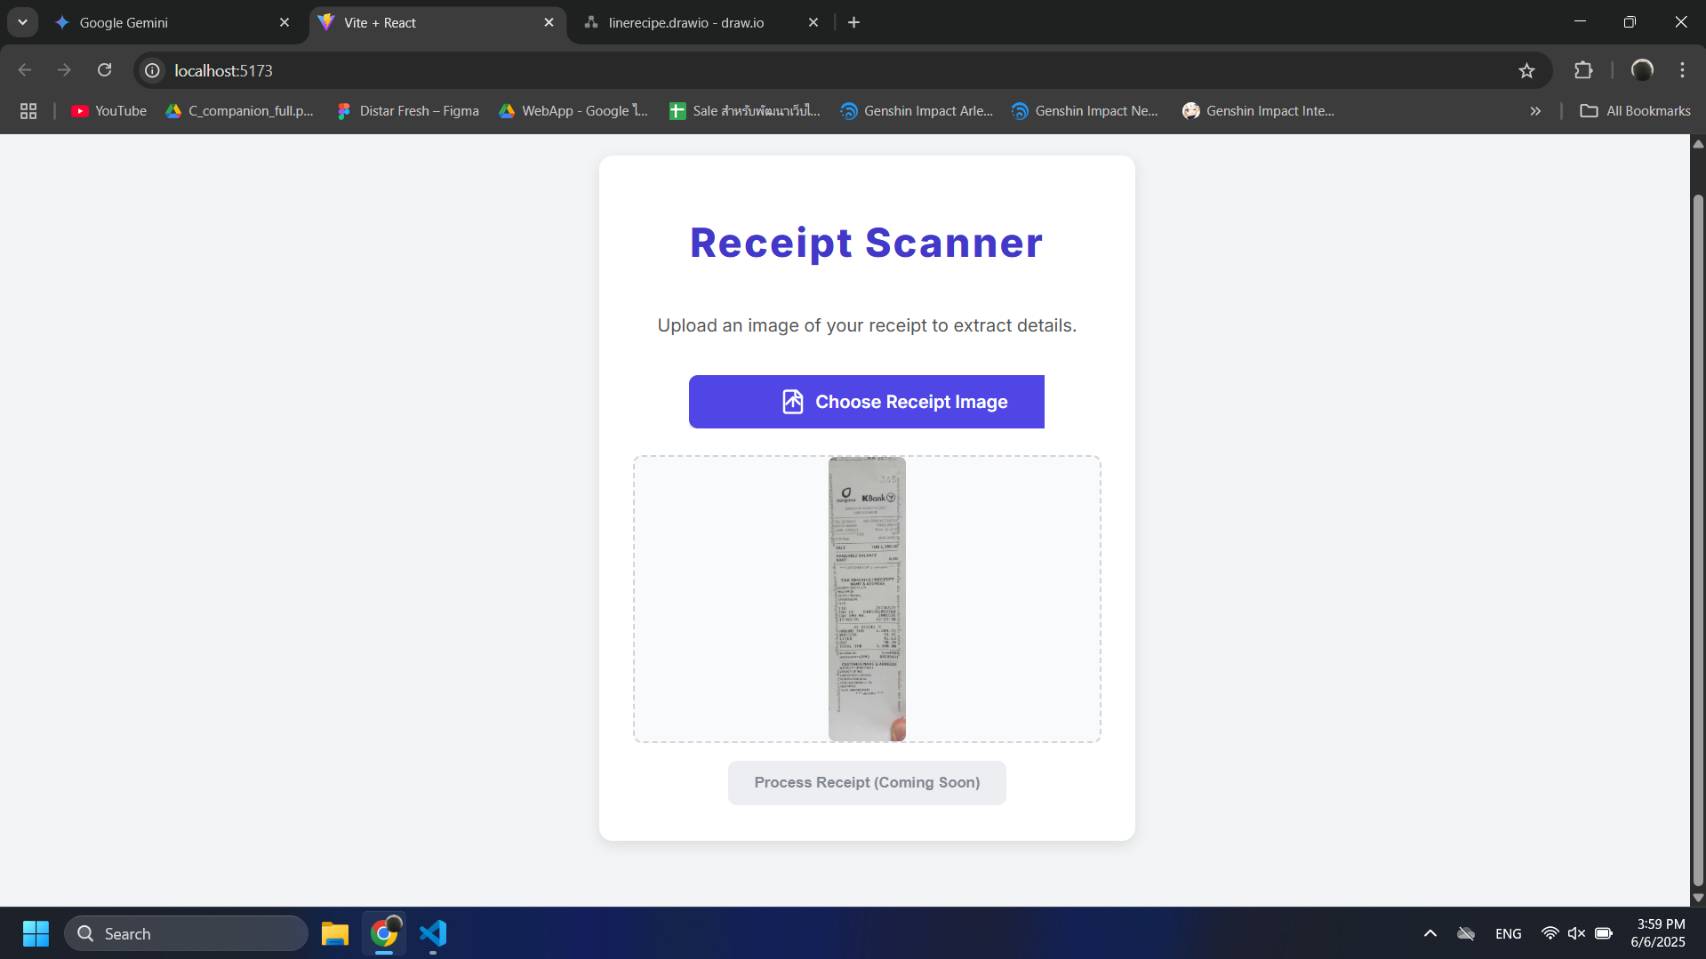 Google Gemini
Vite + React
linerecipe.drawio - draw.io
localhost:5173
YouTube
C_companion_full.p...
Distar Fresh – Figma
WebApp - Google ไ...
Sale สำหรับพัฒนาเว็บไ...
Genshin Impact Arle...
Genshin Impact Ne...
Genshin Impact Inte...
All Bookmarks
Receipt Scanner
Upload an image of your receipt to extract details.
Choose Receipt Image
KBank
Process Receipt (Coming Soon)
Search
ENG
3:59 PM
6/6/2025